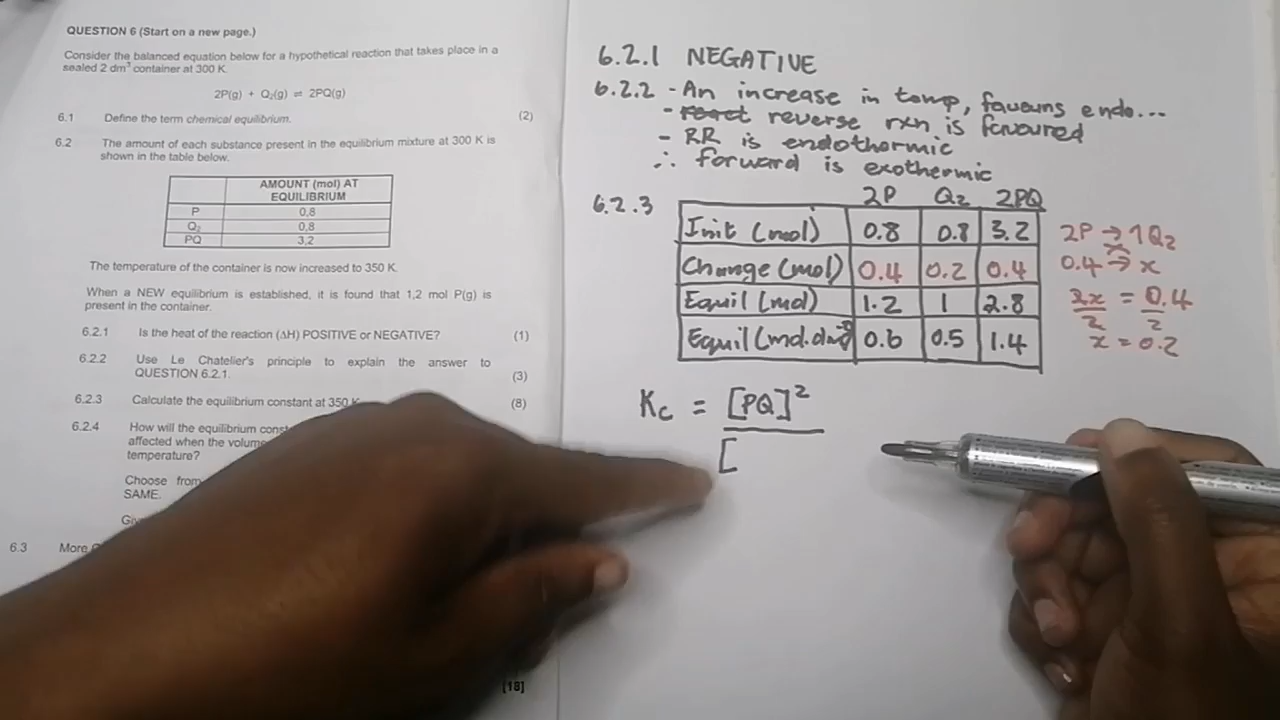 QUESTION 6 (Start on a new page.)
Consider the balanced equation below for a hypothetical reaction that takes place in a
sealed 2 dm³ container at 300 K.
2P(g) + Q₂(g) ⇌ 2PQ(g)
6.1 Define the term chemical equilibrium. (2)
6.2 The amount of each substance present in the equilibrium mixture at 300 K is
shown in the table below.
AMOUNT (mol) AT
EQUILIBRIUM
P 0,8
Q₂ 0,8
PQ 3,2
The temperature of the container is now increased to 350 K.
When a NEW equilibrium is established, it is found that 1,2 mol P(g) is
present in the container.
6.2.1 Is the heat of the reaction (ΔH) POSITIVE or NEGATIVE? (1)
6.2.2 Use Le Chatelier's principle to explain the answer to
QUESTION 6.2.1. (3)
6.2.3 Calculate the equilibrium constant at 350 K (8)
6.2.4 How will the equilibrium
affected when the volume
temperature?
Choose from
SAME.
6.3 More
[18]
6.2.1 NEGATIVE
6.2.2 - An increase in temp, favours endo...
- react reverse rxn is favoured
- RR is endothermic
∴ forward is exothermic
6.2.3 2P Q₂ 2PQ
Init (mol) 0.8 0.8 3.2
Change (mol) 0.4 0.2 0.4
Equil (mol) 1.2 1 2.8
Equil (mol.dm⁻³) 0.6 0.5 1.4
2P → 1Q₂
0.4 → x
2x/2 = 0.4/2
x = 0.2
Kc = [PQ]²
[